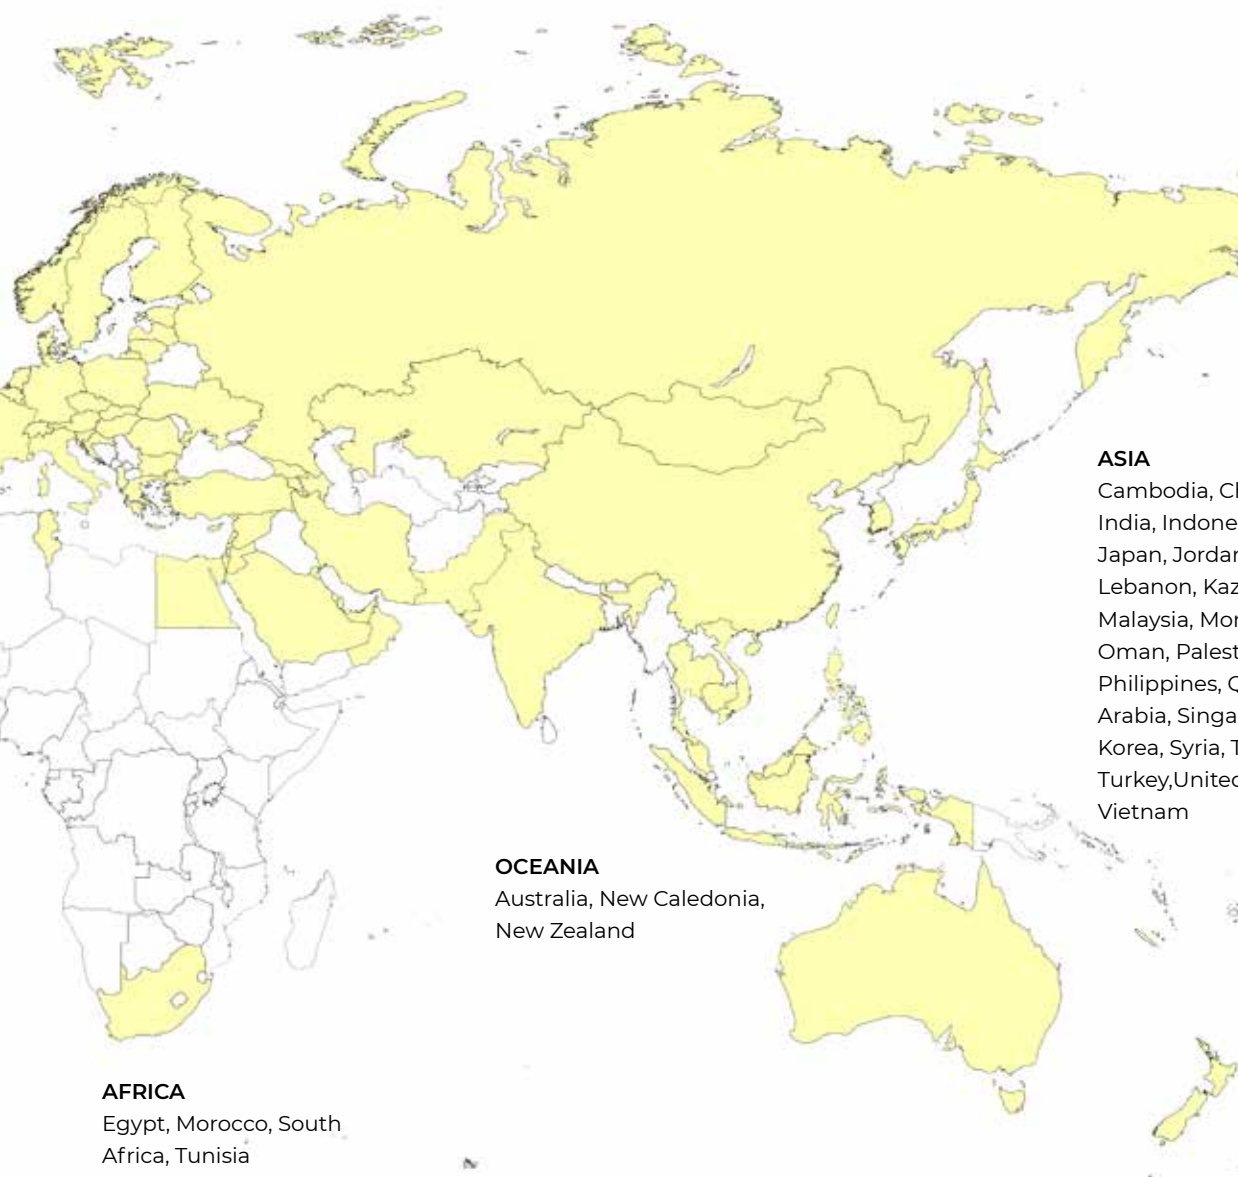 ASIA
Cambodia,
India,
Japan,
Lebanon,
Malaysia,
Oman,
Philippines,
Arabia,
Korea, Syria,
Turkey,United
Vietnam
OCEANIA
Australia, New Caledonia,
New Zealand
AFRICA
Egypt, Morocco, South
Africa, Tunisia